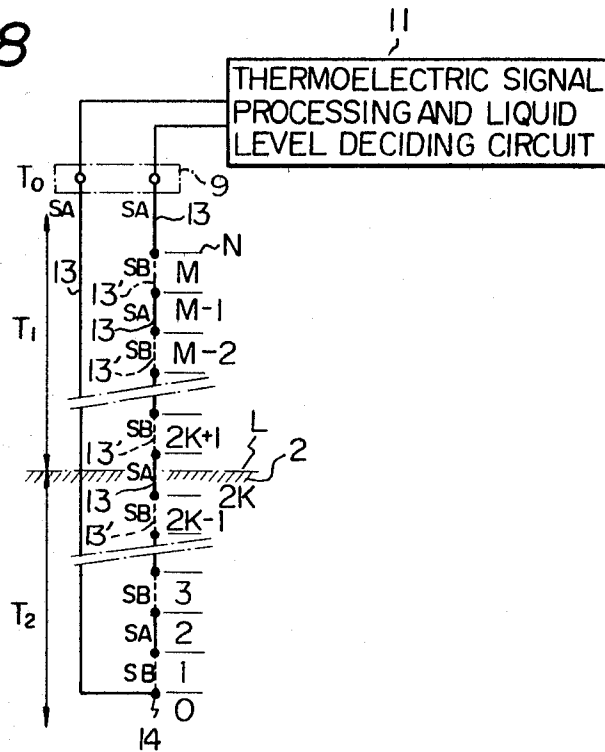 8
11
THERMOELECTRIC SIGNAL
PROCESSING AND LIQUID
LEVEL DECIDING CIRCUIT
T0 9
SA SA 13
N
13 SB M
13'
T1 SA M-1
13
SB M-2
13'
SB 2K+1
13'
L
2
SA
13 2K
SB 2K-1
13'
T2
SB 3
SA 2
SB 1
0
14